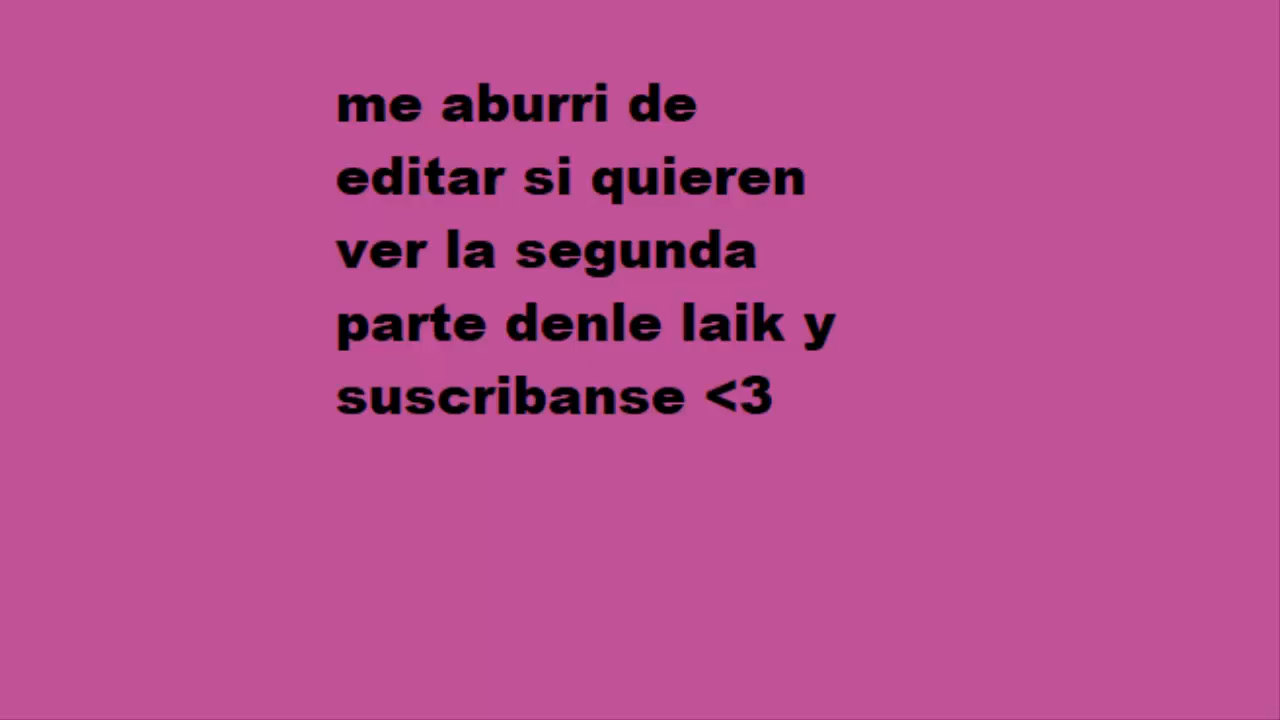 me aburri de
editar si quieren
ver la segunda
parte denle laik y
suscribanse <3